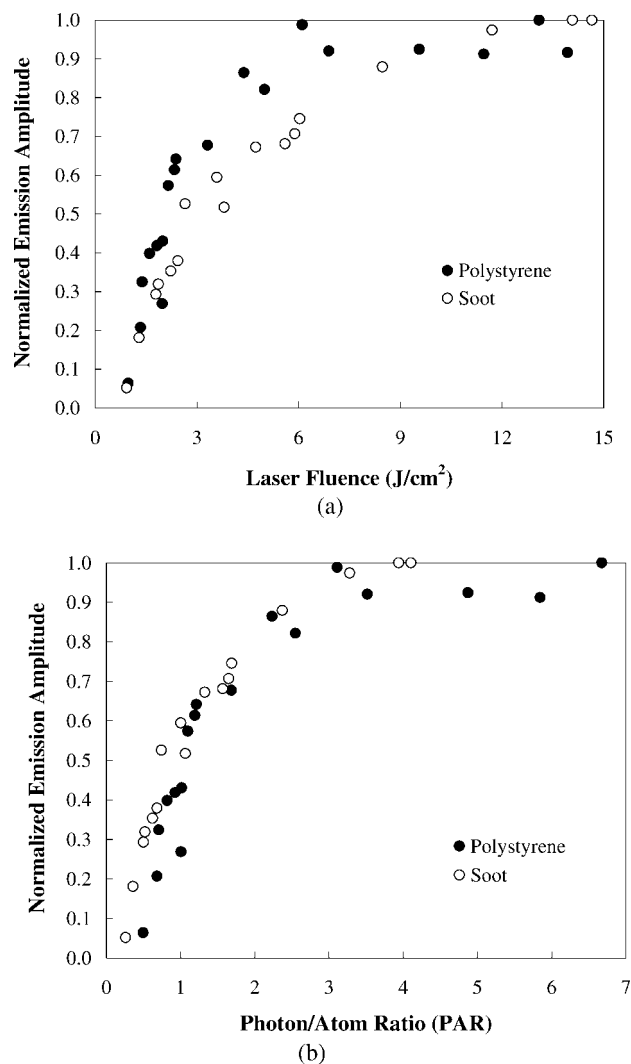 1.0
0.9
0.8
0.7
0.6
0.5
0.4
0.3
0.2
0.1
0.0
Normalized Emission Amplitude
Polystyrene
Soot
0 3 6 9 12 15
Laser Fluence (J/cm²)
(a)
1.0
0.9
0.8
0.7
0.6
0.5
0.4
0.3
0.2
0.1
0.0
Normalized Emission Amplitude
Polystyrene
Soot
0 1 2 3 4 5 6 7
Photon/Atom Ratio (PAR)
(b)